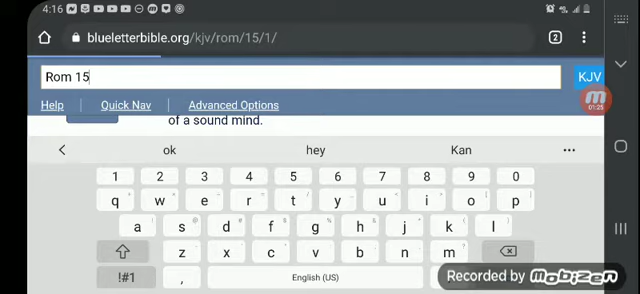 4:16
blueletterbible.org/kjv/rom/15/1/
2
Rom 15
KJV
Help
Quick Nav
Advanced Options
01:25
of a sound mind.
ok
hey
Kan
1 2 3 4 5 6 7 8 9 0
q w e r t y u i o p
a s d f g h j k l
z x c v b n m
!#1
,
English (US)
Recorded by Mobizen